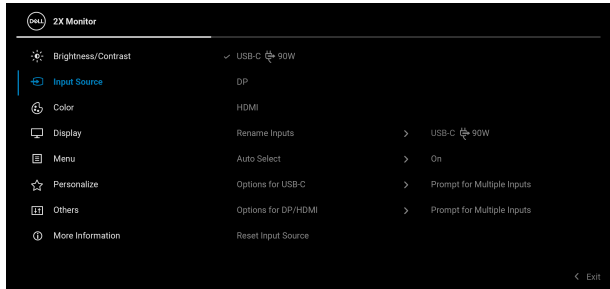 DELL 2X Monitor
Brightness/Contrast USB-C 90W
Input Source DP
Color HDMI
Display Rename Inputs USB-C 90W
Menu Auto Select On
Personalize Options for USB-C Prompt for Multiple Inputs
Others Options for DP/HDMI Prompt for Multiple Inputs
More Information Reset Input Source
Exit